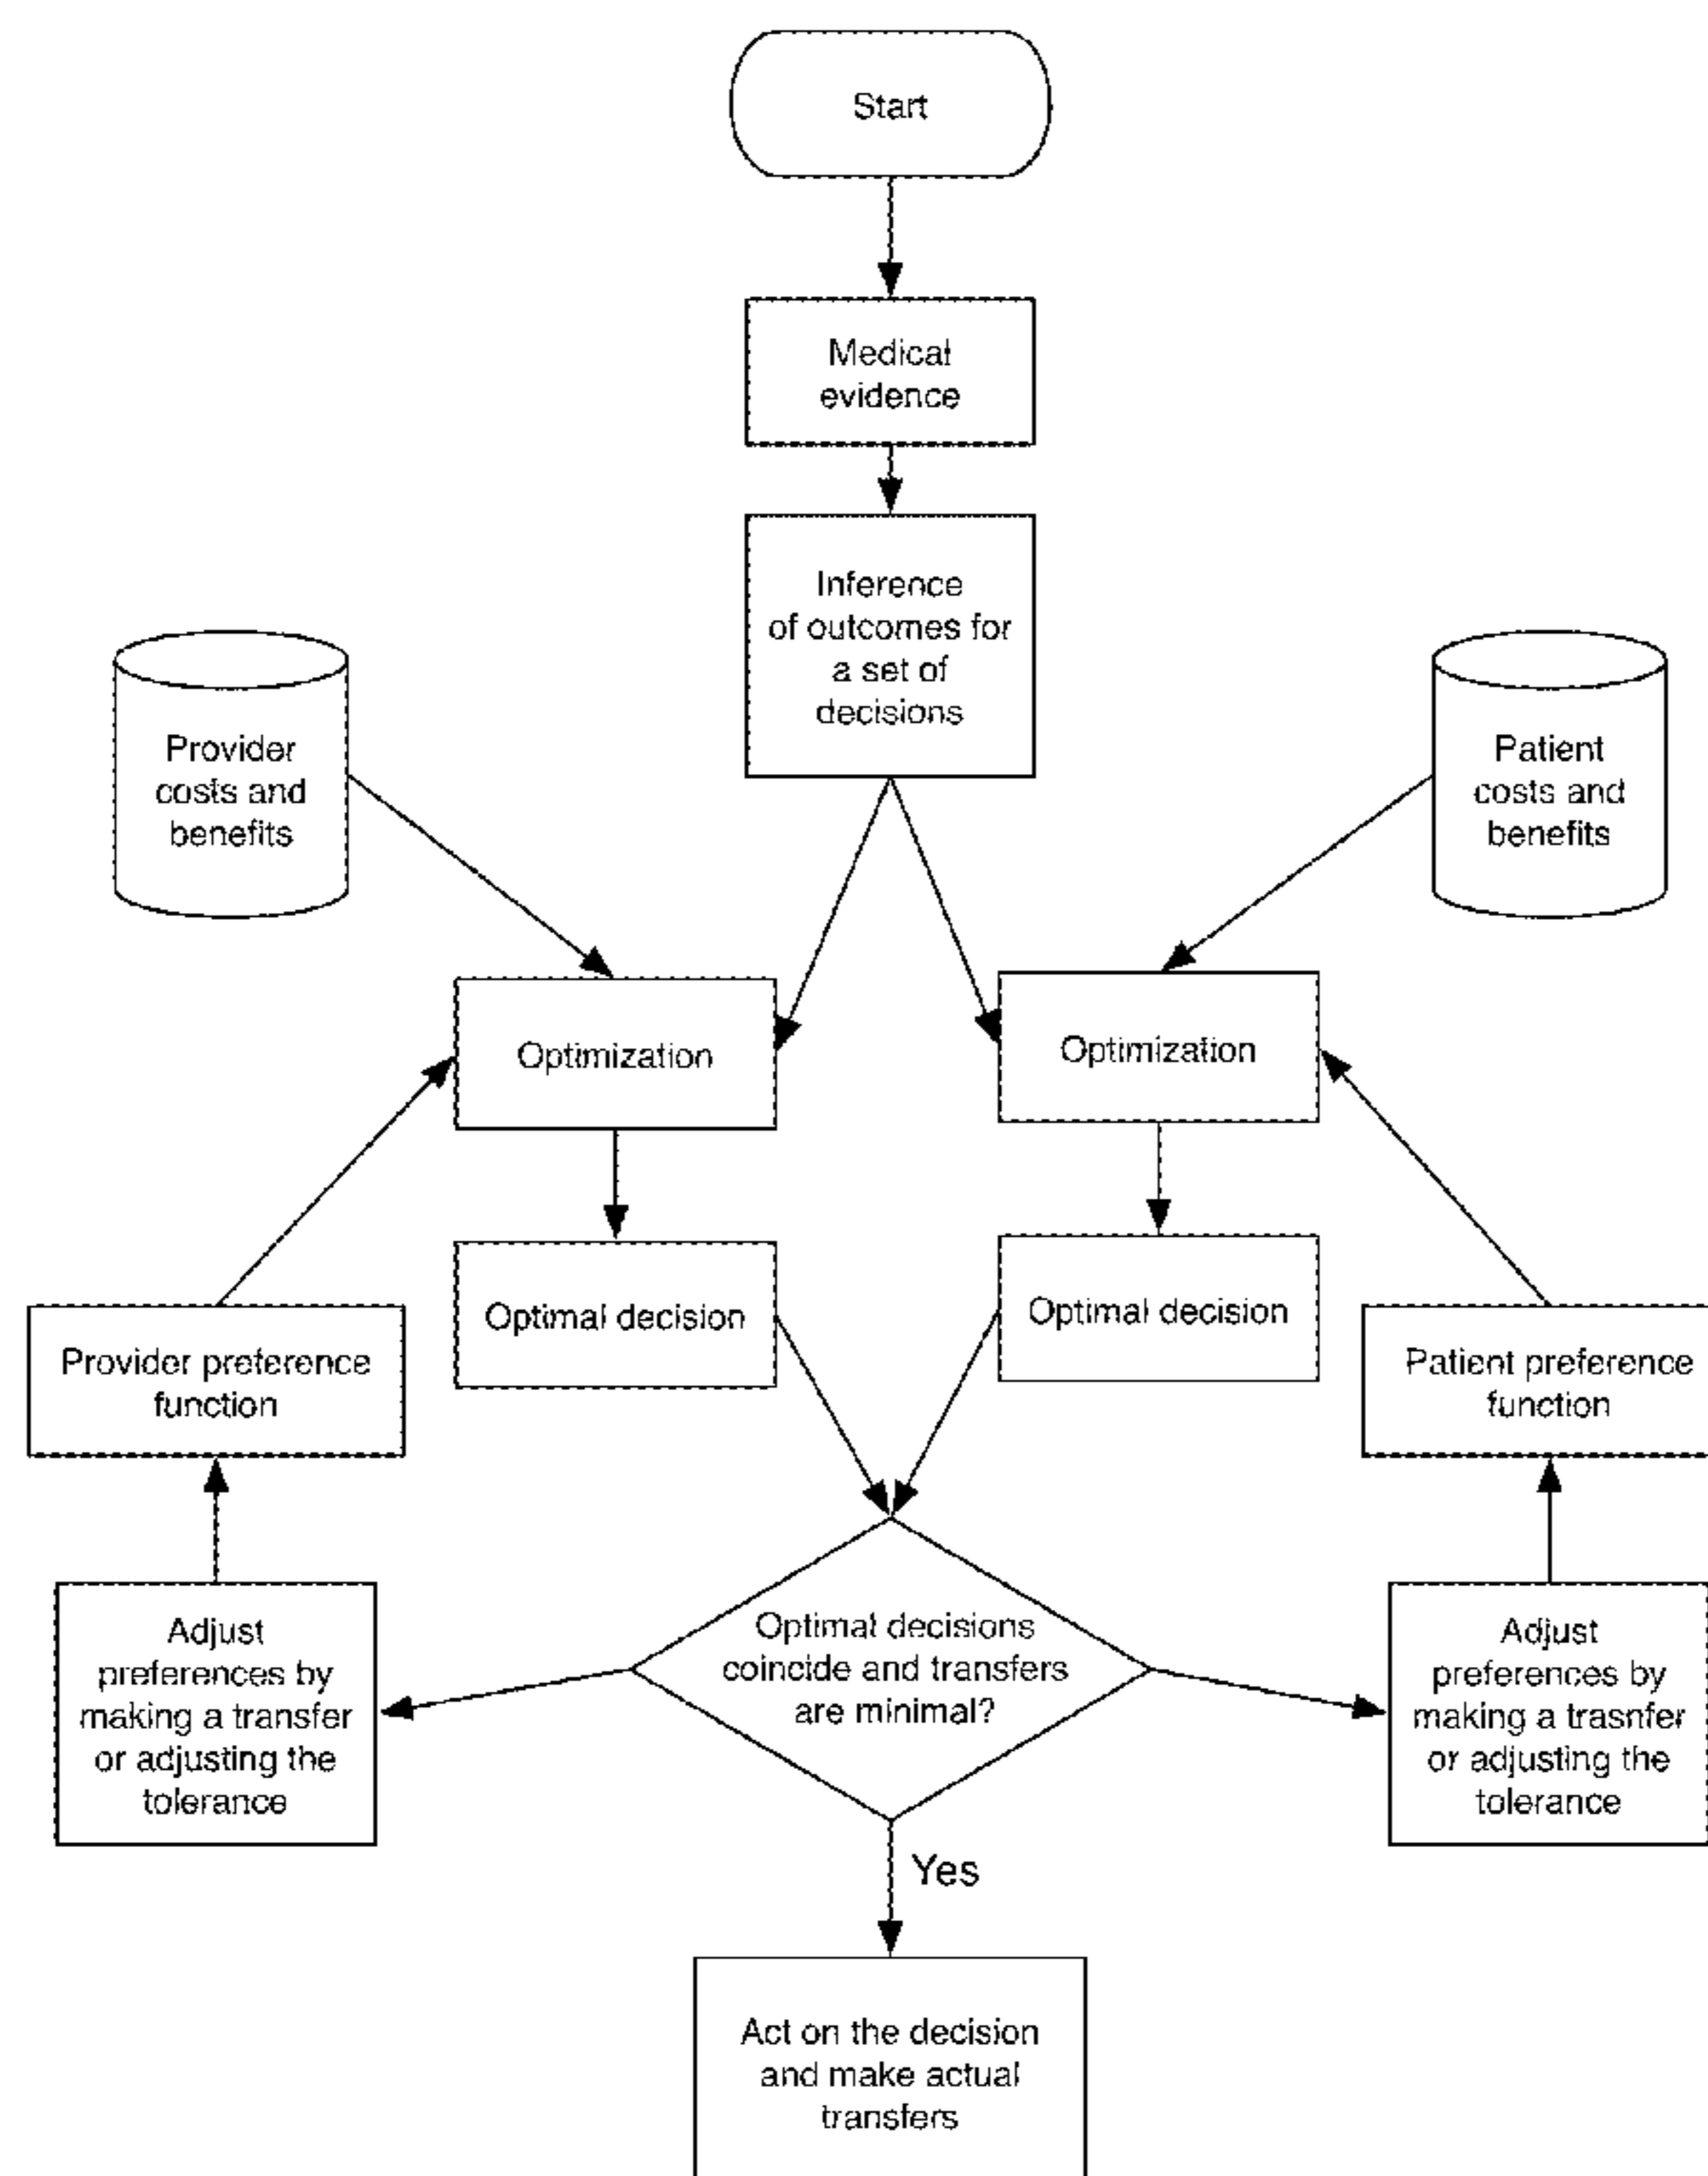 Start
Medical
evidence
Inference
of outcomes for
a set of
decisions
Provider
costs and
benefits
Patient
costs and
benefits
Optimization
Optimization
Optimal decision
Optimal decision
Provider preference
function
Patient preference
function
Adjust
preferences by
making a transfer
or adjusting the
tolerance
Optimal decisions
coincide and transfers
are minimal?
Adjust
preferences by
making a trasnfer
or adjusting the
tolerance
Yes
Act on the decision
and make actual
transfers